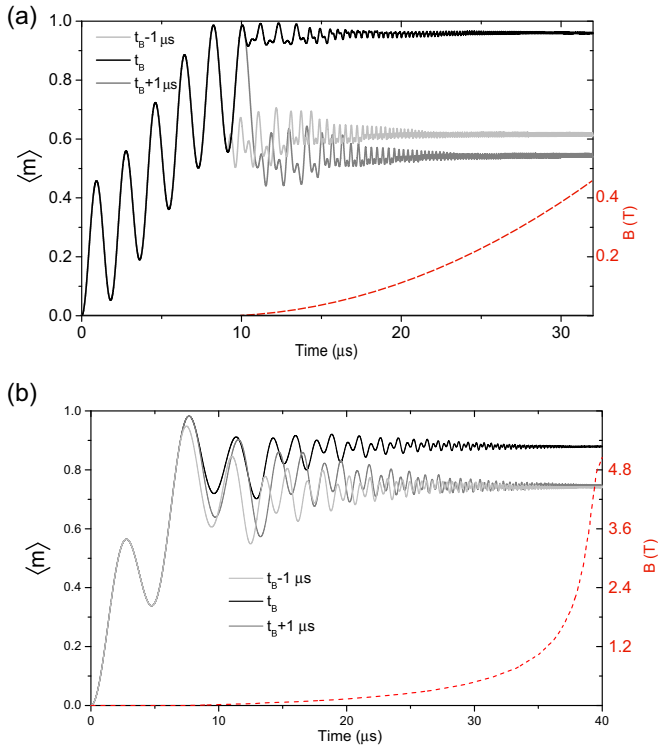 (a)
1.0
0.8
0.6
0.4
0.2
0.0
⟨m⟩
t_B-1 μs
t_B
t_B+1 μs
0.4
0.2
B (T)
0 10 20 30
Time (μs)
(b)
1.0
0.8
0.6
0.4
0.2
0.0
⟨m⟩
t_B-1 μs
t_B
t_B+1 μs
4.8
3.6
2.4
1.2
B (T)
0 10 20 30 40
Time (μs)